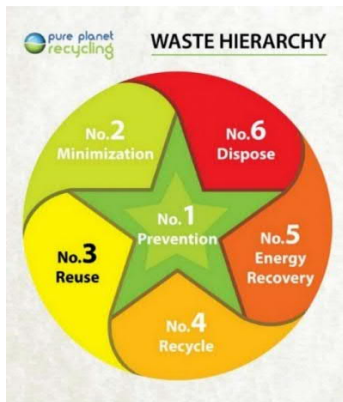 pure planet
recycling
WASTE HIERARCHY
No.1
Prevention
No.2
Minimization
No.3
Reuse
No.4
Recycle
No.5
Energy
Recovery
No.6
Dispose